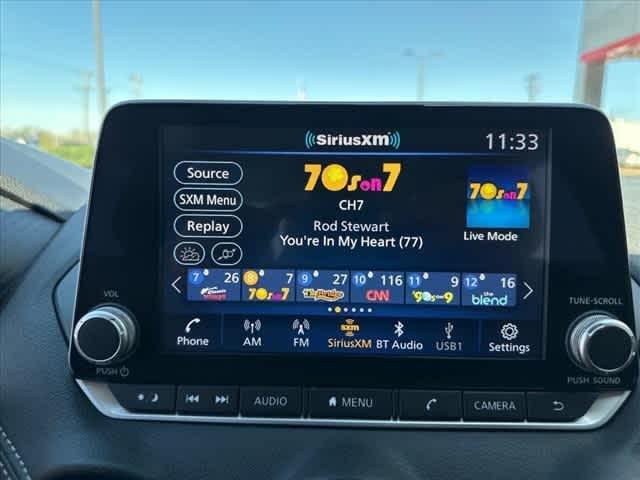 SiriusXM
11:33
Source
SXM Menu
Replay
70s on 7
CH7
Rod Stewart
You're In My Heart (77)
70s on 7
Live Mode
7 26
8 7
70s on 7
9 27
10 116
CNN
11 9
90s on 9
12 16
the blend
Phone
AM
FM
sxm
SiriusXM
BT Audio
USB1
Settings
VOL
PUSH
TUNE·SCROLL
PUSH SOUND
AUDIO
MENU
CAMERA